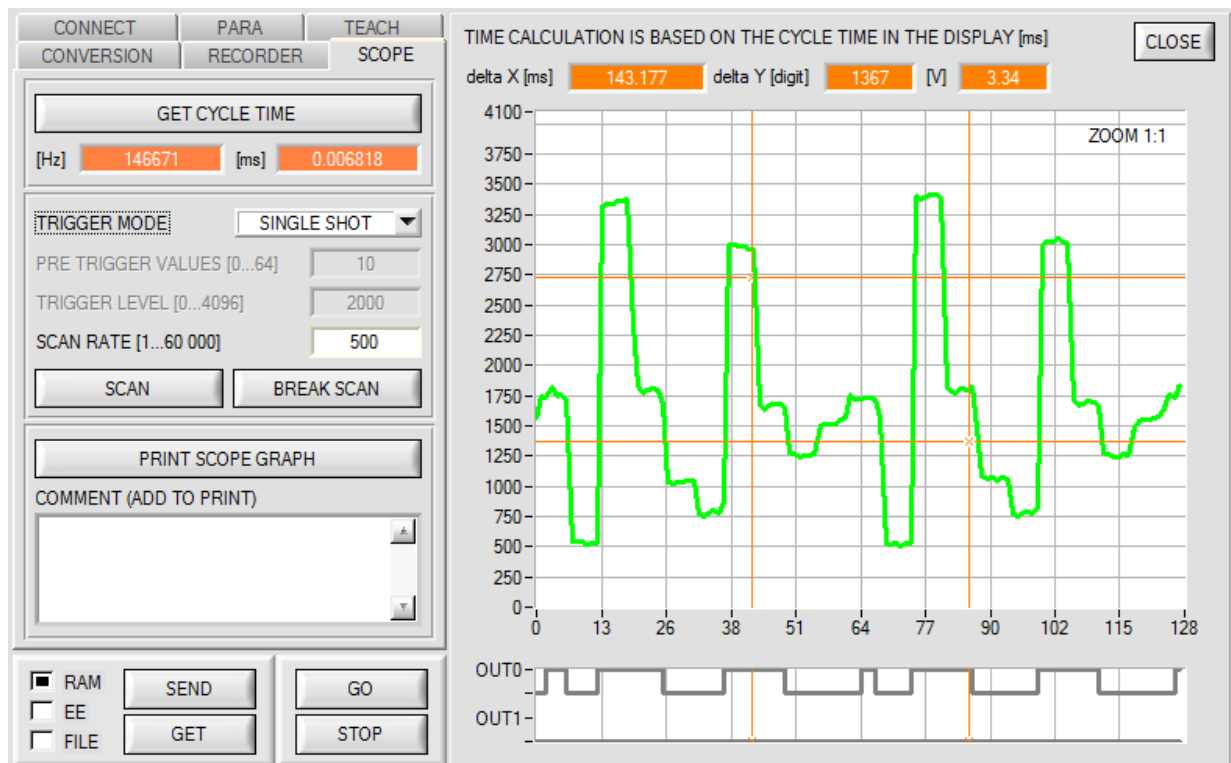 CONNECT PARA TEACH
CONVERSION RECORDER SCOPE
GET CYCLE TIME
[Hz] 146671 [ms] 0.006818
TRIGGER MODE SINGLE SHOT
PRE TRIGGER VALUES [0...64] 10
TRIGGER LEVEL [0...4096] 2000
SCAN RATE [1...60 000] 500
SCAN BREAK SCAN
PRINT SCOPE GRAPH
COMMENT (ADD TO PRINT)
RAM SEND GO
EE
FILE GET STOP
TIME CALCULATION IS BASED ON THE CYCLE TIME IN THE DISPLAY [ms] CLOSE
delta X [ms] 143.177 delta Y [digit] 1367 [V] 3.34
ZOOM 1:1
4100
3750
3500
3250
3000
2750
2500
2250
2000
1750
1500
1250
1000
750
500
250
0
0 13 26 38 51 64 77 90 102 115 128
OUT0
OUT1